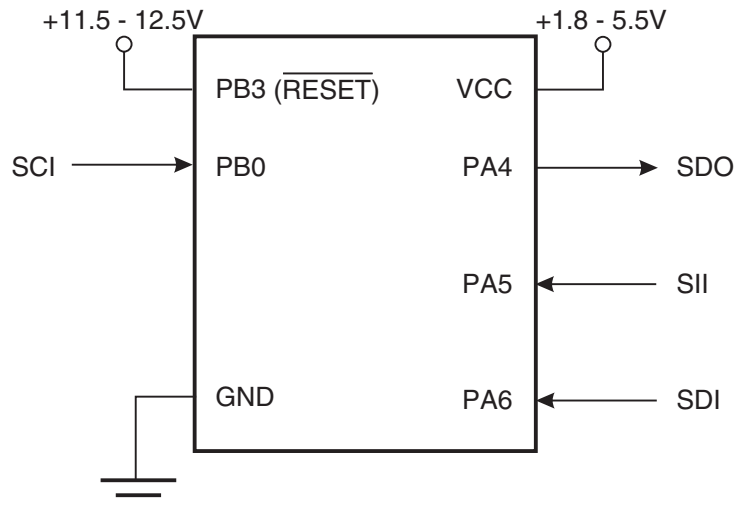 +11.5 - 12.5V
+1.8 - 5.5V
PB3 (RESET)
VCC
SCI
PB0
PA4
SDO
PA5
SII
GND
PA6
SDI